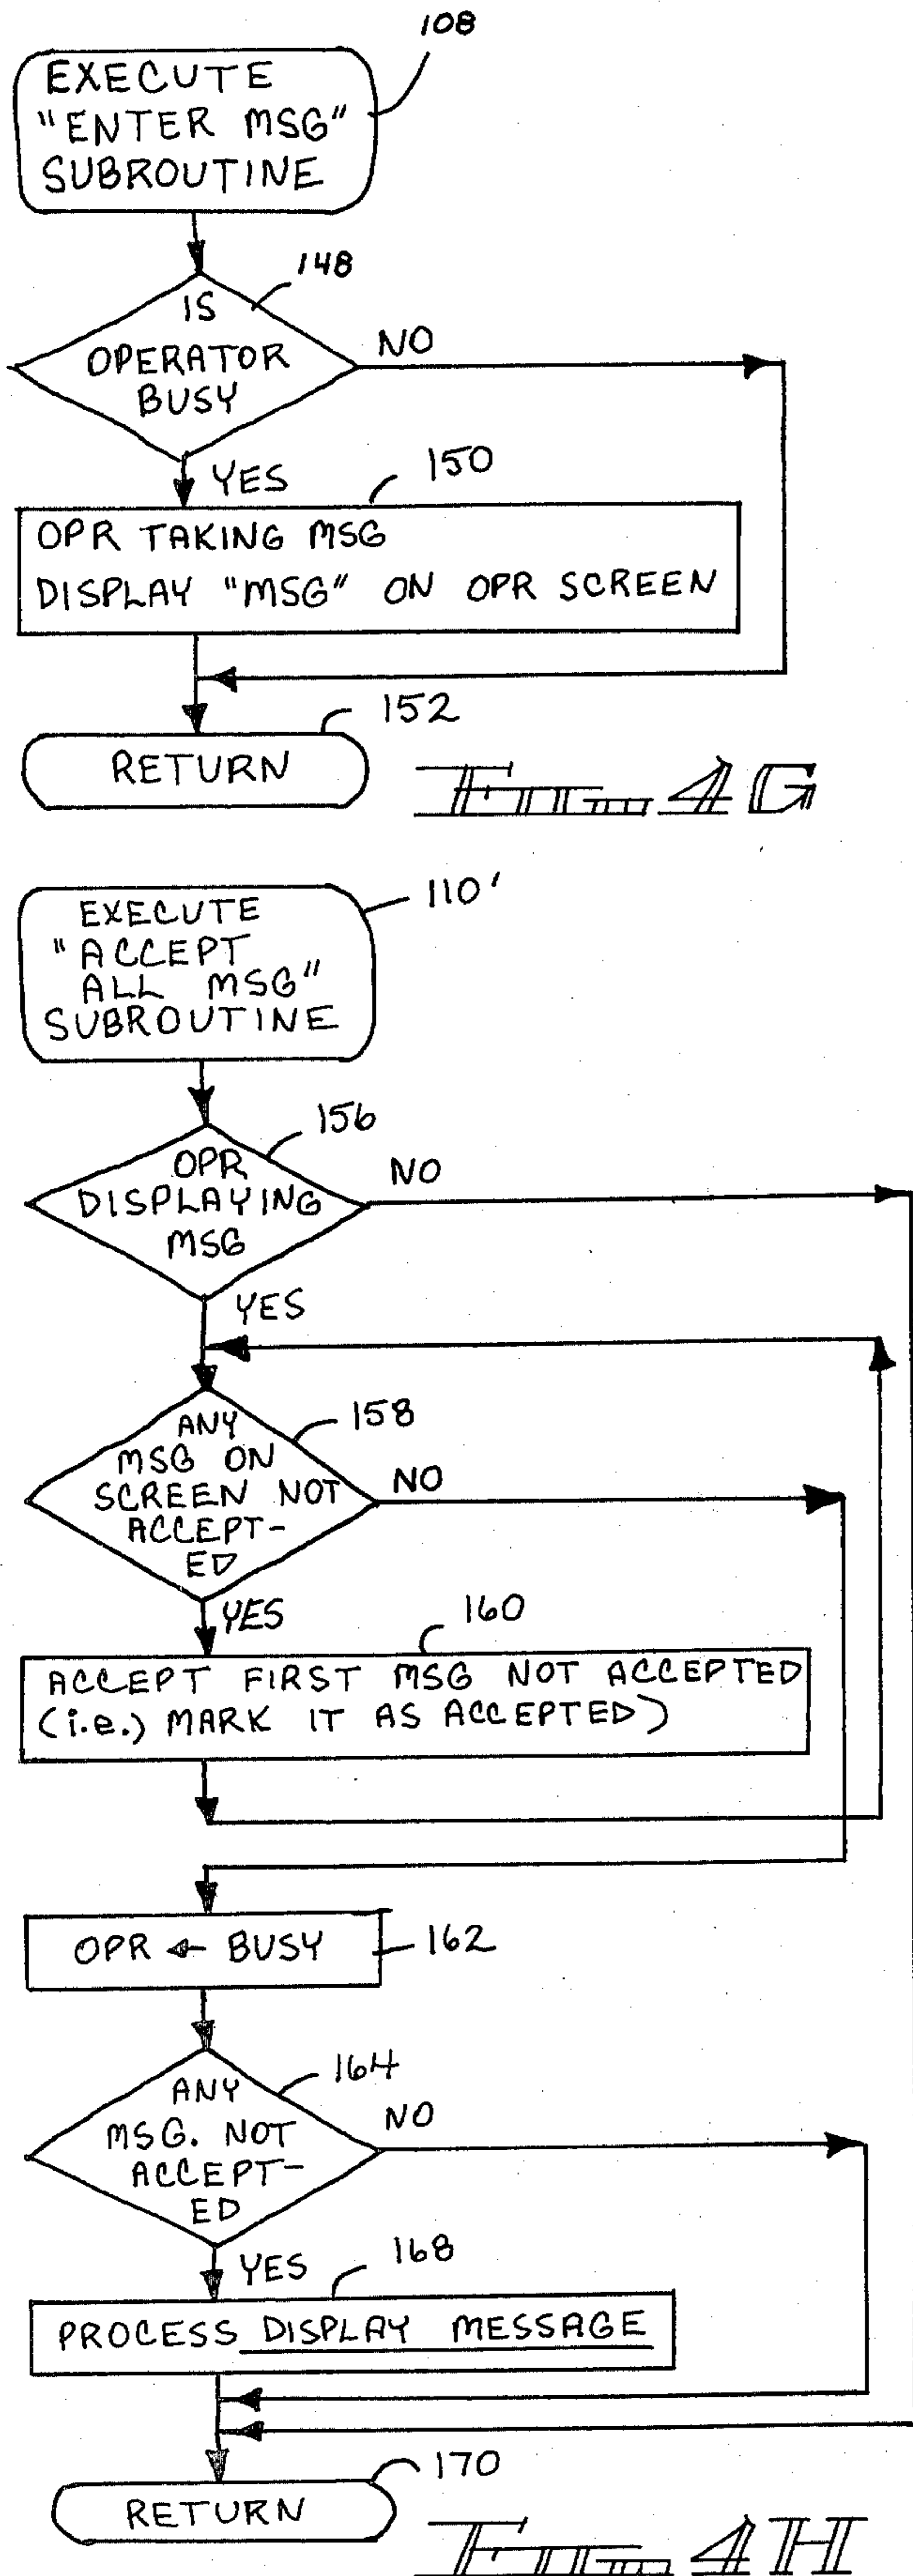 108
EXECUTE
"ENTER MSG"
SUBROUTINE
148
IS
OPERATOR
BUSY
NO
YES
150
OPR TAKING MSG
DISPLAY "MSG" ON OPR SCREEN
152
RETURN
Fig. 4G
110'
EXECUTE
"ACCEPT
ALL MSG"
SUBROUTINE
156
OPR
DISPLAYING
MSG
NO
YES
158
ANY
MSG ON
SCREEN NOT
ACCEPT-
ED
NO
YES
160
ACCEPT FIRST MSG NOT ACCEPTED
(i.e.) MARK IT AS ACCEPTED)
OPR ← BUSY
162
164
ANY
MSG. NOT
ACCEPT-
ED
NO
YES
168
PROCESS DISPLAY MESSAGE
170
RETURN
Fig. 4H